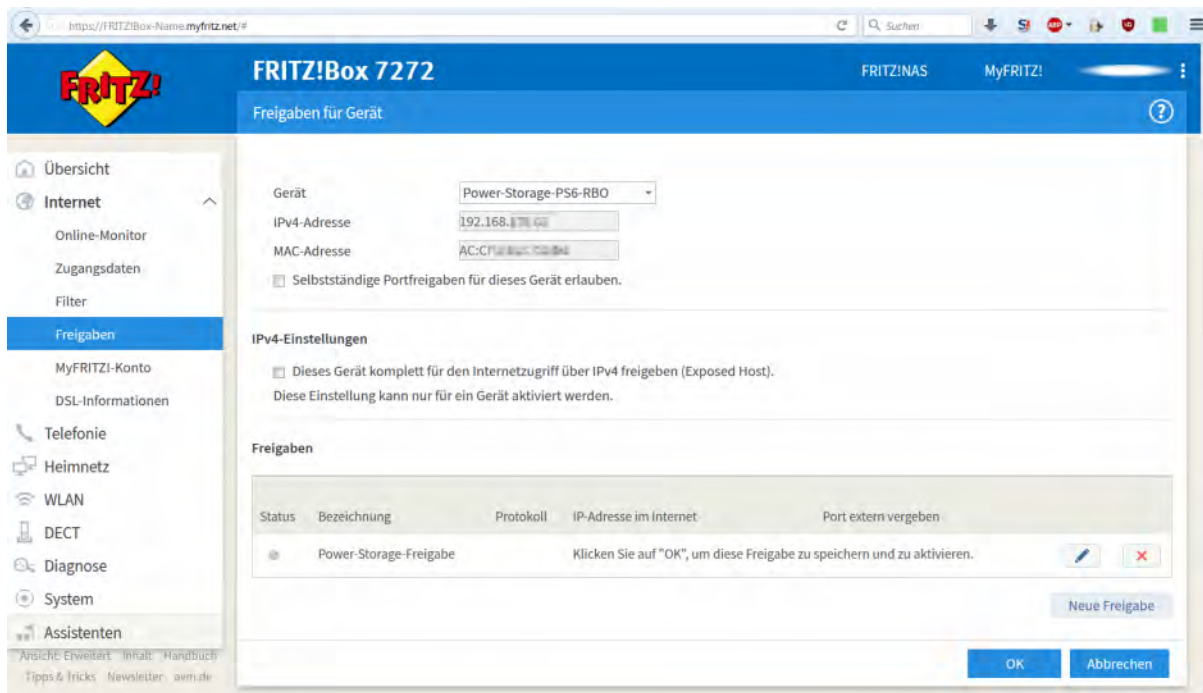 https://FRITZ!Box-Name.myfritz.net/#
Suchen
FRITZ!
FRITZ!Box 7272
FRITZ!NAS
MyFRITZ!
Freigaben für Gerät
Übersicht
Internet
Online-Monitor
Zugangsdaten
Filter
Freigaben
MyFRITZ!-Konto
DSL-Informationen
Telefonie
Heimnetz
WLAN
DECT
Diagnose
System
Assistenten
Ansicht: Erweitert Inhalt Handbuch
Tipps & Tricks Newsletter avm.de
Gerät Power-Storage-PS6-RBO
IPv4-Adresse 192.168.
MAC-Adresse AC:C
Selbstständige Portfreigaben für dieses Gerät erlauben.
IPv4-Einstellungen
Dieses Gerät komplett für den Internetzugriff über IPv4 freigeben (Exposed Host).
Diese Einstellung kann nur für ein Gerät aktiviert werden.
Freigaben
Status Bezeichnung Protokoll IP-Adresse im Internet Port extern vergeben
Power-Storage-Freigabe Klicken Sie auf "OK", um diese Freigabe zu speichern und zu aktivieren.
Neue Freigabe
OK Abbrechen